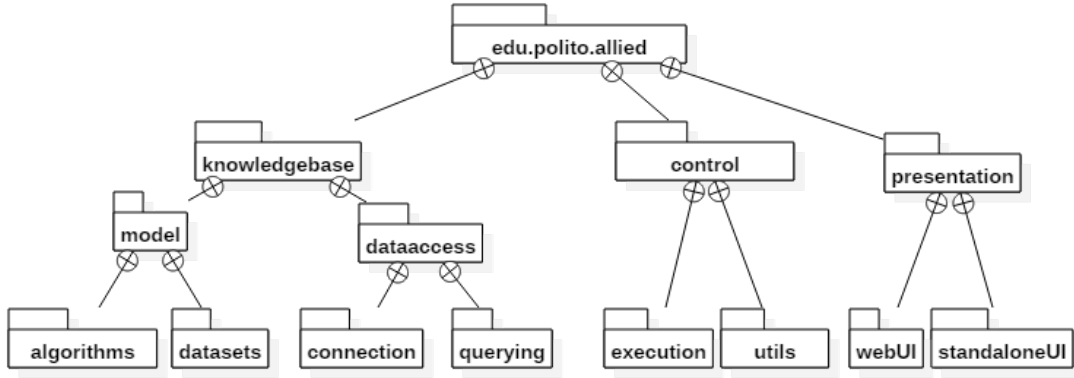 edu.polito.allied
knowledgebase
control
presentation
model
dataaccess
algorithms
datasets
connection
querying
execution
utils
webUI
standaloneUI